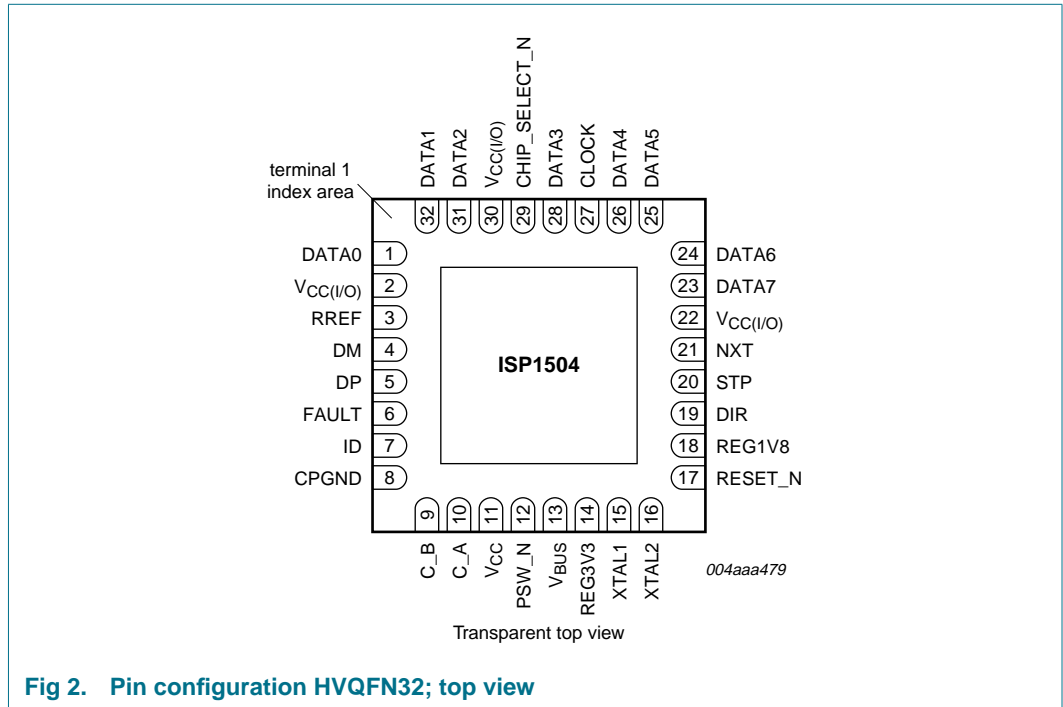 CHIP_SELECT_N
DATA1
DATA2
VCC(I/O)
DATA3
CLOCK
DATA4
DATA5
terminal 1
index area
32
31
30
29
28
27
26
25
DATA0 1
VCC(I/O) 2
RREF 3
DM 4
DP 5
FAULT 6
ID 7
CPGND 8
ISP1504
24 DATA6
23 DATA7
22 VCC(I/O)
21 NXT
20 STP
19 DIR
18 REG1V8
17 RESET_N
9
10
11
12
13
14
15
16
C_B
C_A
VCC
PSW_N
VBUS
REG3V3
XTAL1
XTAL2
004aaa479
Transparent top view
Fig 2. Pin configuration HVQFN32; top view